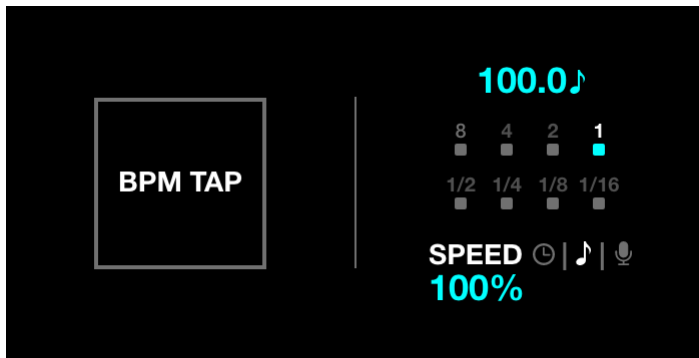 BPM TAP
100.0♪
8 4 2 1
1/2 1/4 1/8 1/16
SPEED | ♪ |
100%